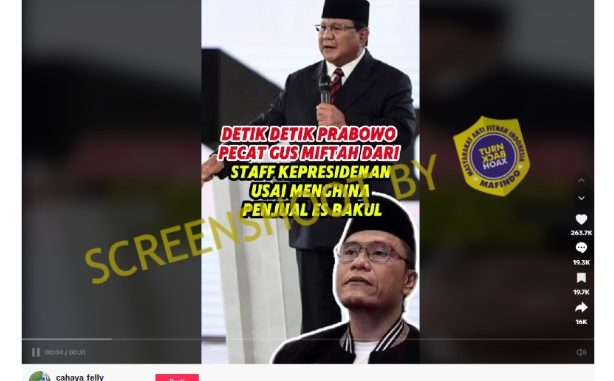 DETIK DETIK PRABOWO
PECAT GUS MIFTAH DARI
STAFF KEPRESIDENAN
USAI MENGHINA
PENJUAL ES BAKUL
SCREENSHOOT BY
MASYARAKAT ANTI FITNAH INDONESIA
TURN
BACK
HOAX
MAFINDO
263.7K
19.3K
19.7K
16K
00:04 / 00:31
cahaya felly